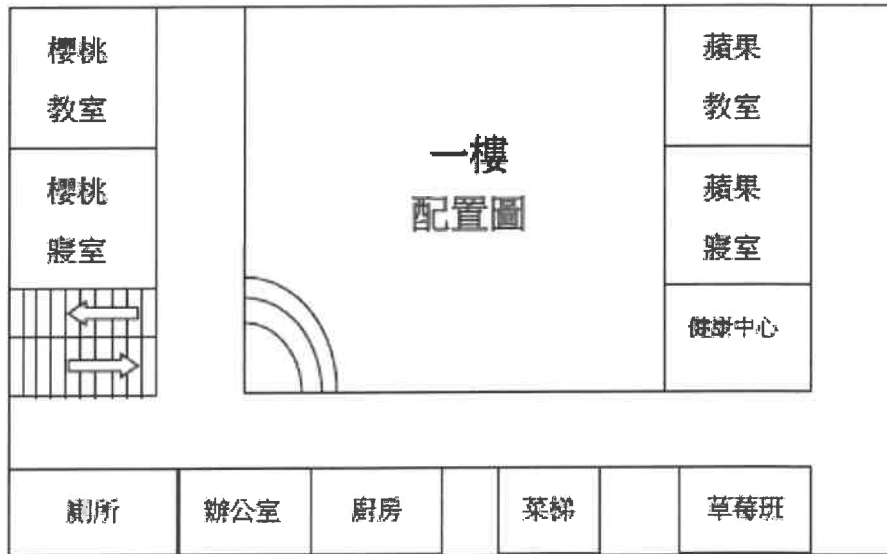 櫻桃
教室
櫻桃
寢室
一樓
配置圖
蘋果
教室
蘋果
寢室
健康中心
廁所
辦公室
廚房
菜梯
草莓班